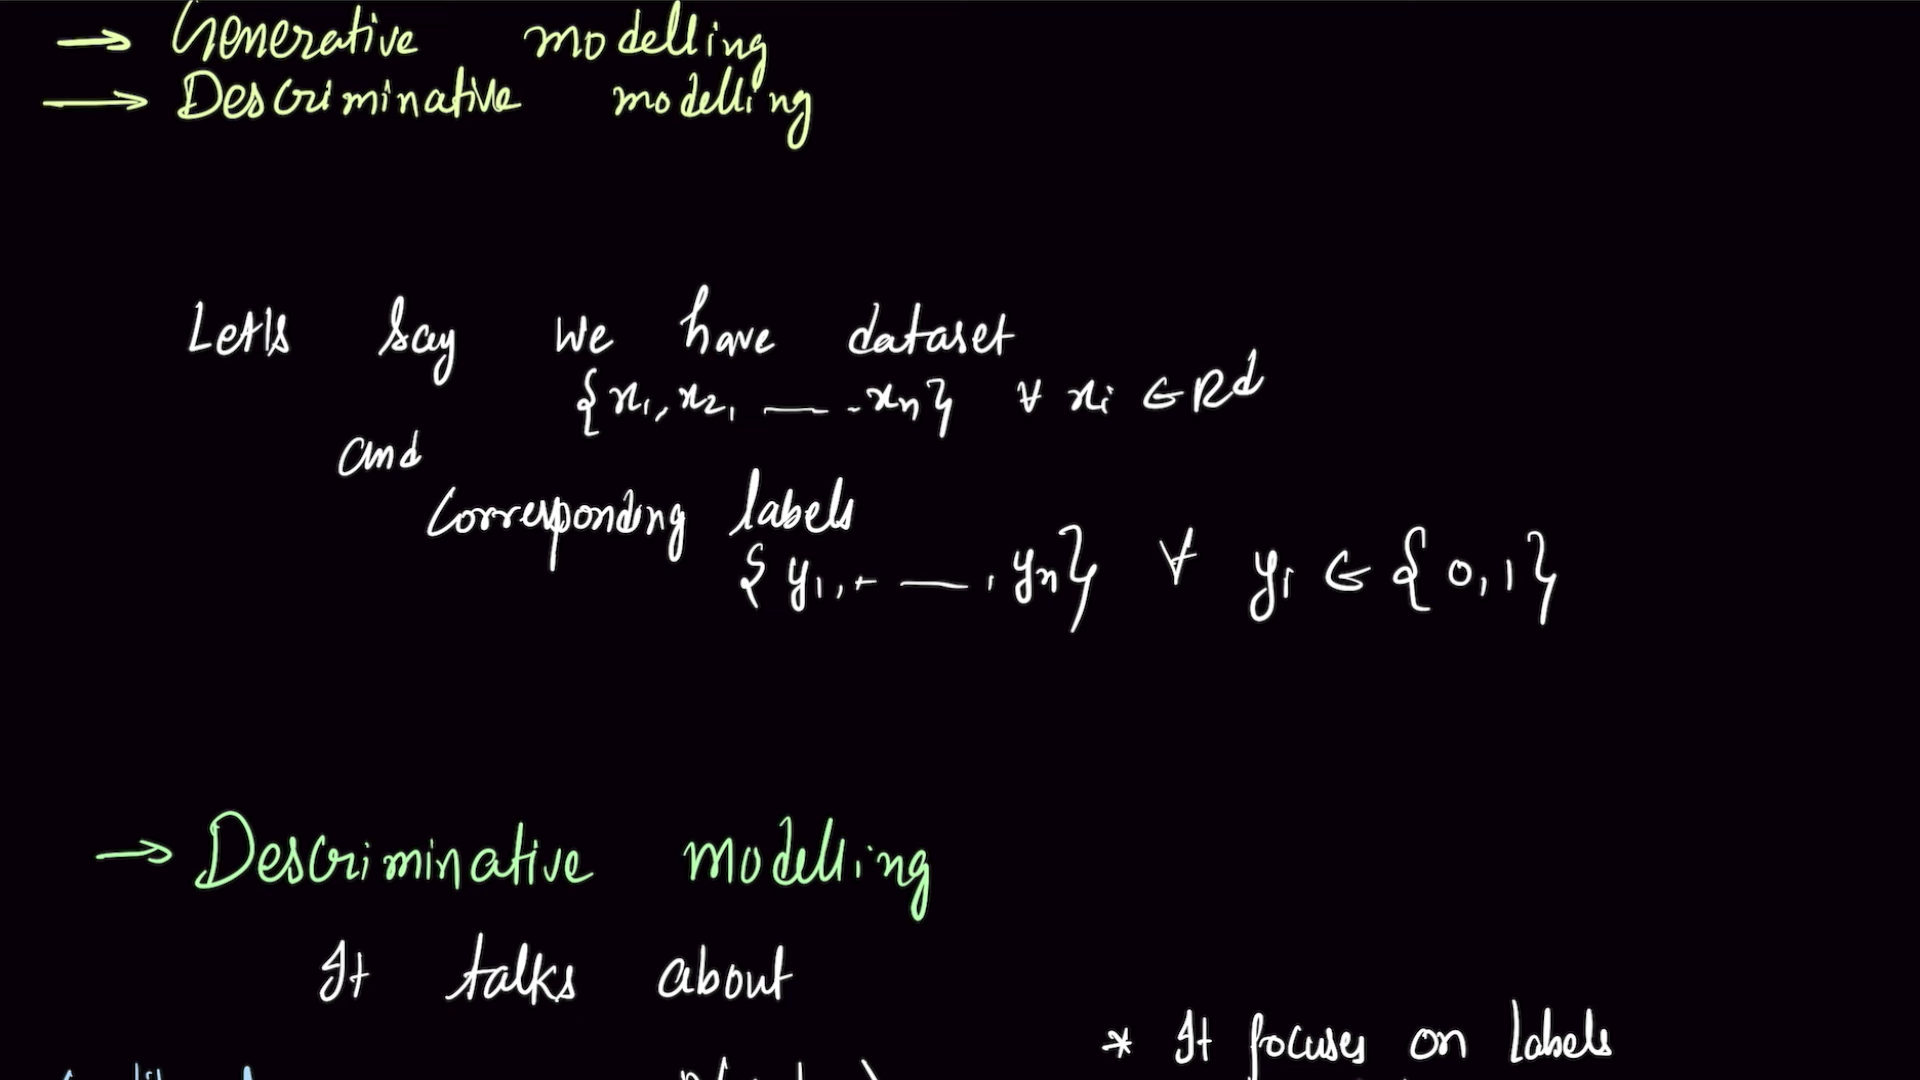 → Generative modelling
→ Descriminative modelling
Let's say we have dataset
{x₁, x₂, — - xₙ} ∀ xᵢ ∈ Rᵈ
and
Corresponding labels
{y₁, - — , yₙ} ∀ yᵢ ∈ {0,1}
→ Descriminative modelling
It talks about
* It focuses on labels